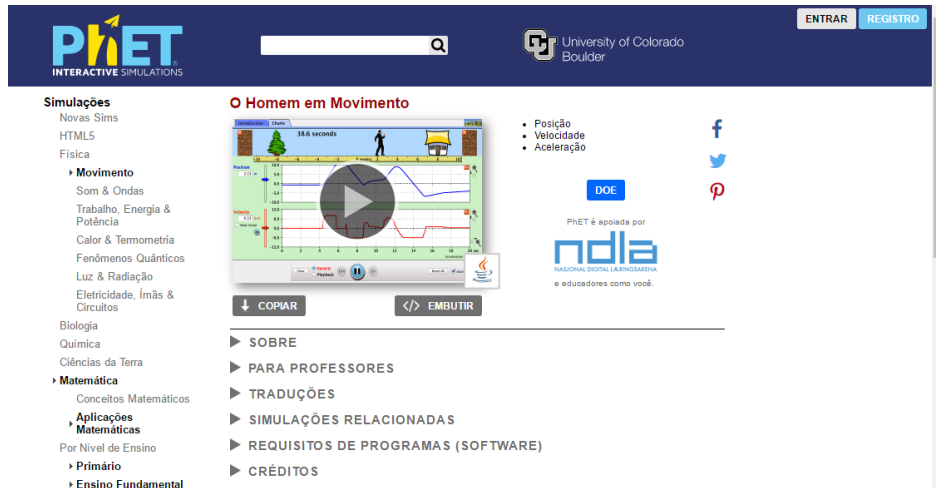 ENTRAR
REGISTRO
PhET
INTERACTIVE SIMULATIONS
University of Colorado
Boulder
Simulações
Novas Sims
HTML5
Física
Movimento
Som & Ondas
Trabalho, Energia &
Potência
Calor & Termometria
Fenômenos Quânticos
Luz & Radiação
Eletricidade, Ímãs &
Circuitos
Biologia
Química
Ciências da Terra
Matemática
Conceitos Matemáticos
Aplicações
Matemáticas
Por Nível de Ensino
Primário
Ensino Fundamental
O Homem em Movimento
Introduction
Charts
38.6 seconds
Position
Velocity
Record
Playback
COPIAR
</> EMBUTIR
Posição
Velocidade
Aceleração
DOE
PhET é apoiada por
ndla
NASJONAL DIGITAL LÆRINGSARENA
e educadores como você.
SOBRE
PARA PROFESSORES
TRADUÇÕES
SIMULAÇÕES RELACIONADAS
REQUISITOS DE PROGRAMAS (SOFTWARE)
CRÉDITOS